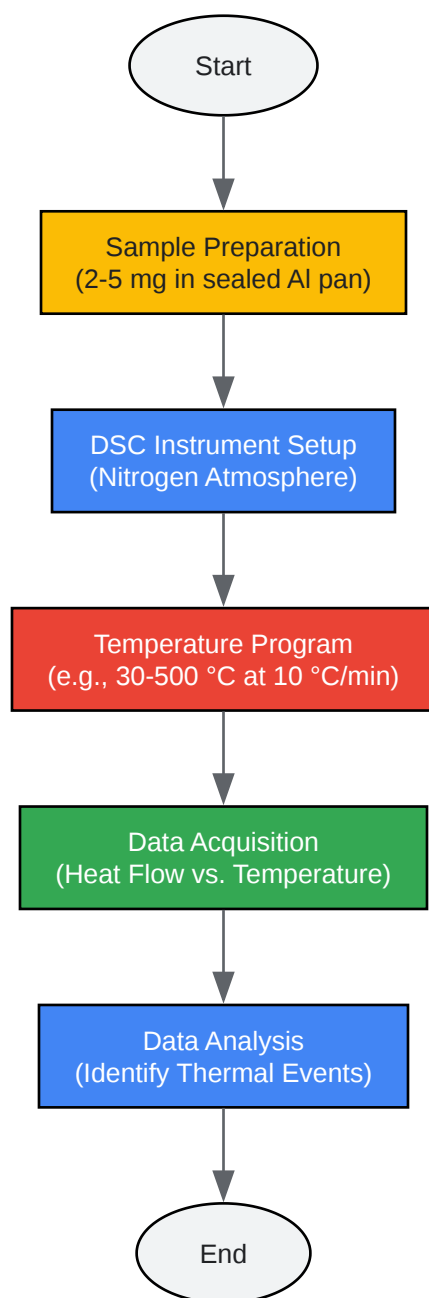 Start
Sample Preparation
(2-5 mg in sealed Al pan)
DSC Instrument Setup
(Nitrogen Atmosphere)
Temperature Program
(e.g., 30-500 °C at 10 °C/min)
Data Acquisition
(Heat Flow vs. Temperature)
Data Analysis
(Identify Thermal Events)
End